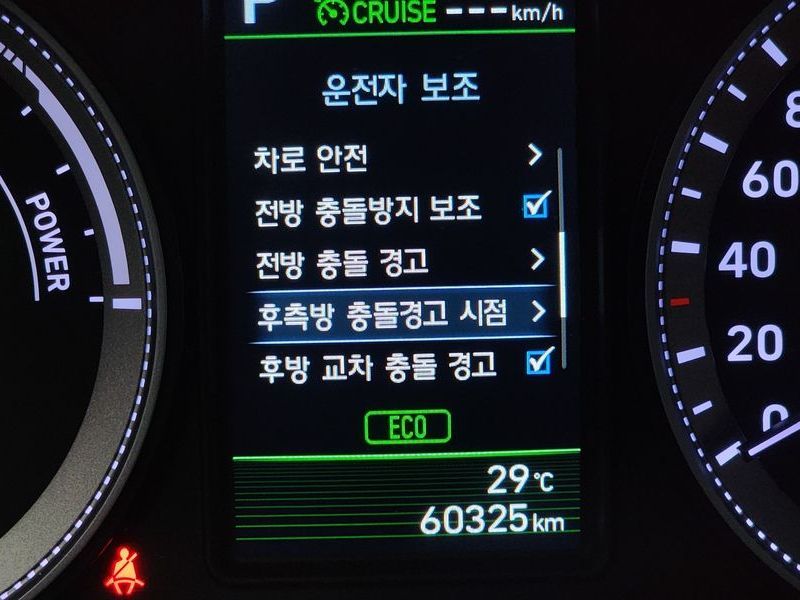 P CRUISE --- km/h
운전자 보조
차로 안전
전방 충돌방지 보조
전방 충돌 경고
후측방 충돌경고 시점
후방 교차 충돌 경고
ECO
29°C
60325 km
POWER
60
40
20
0